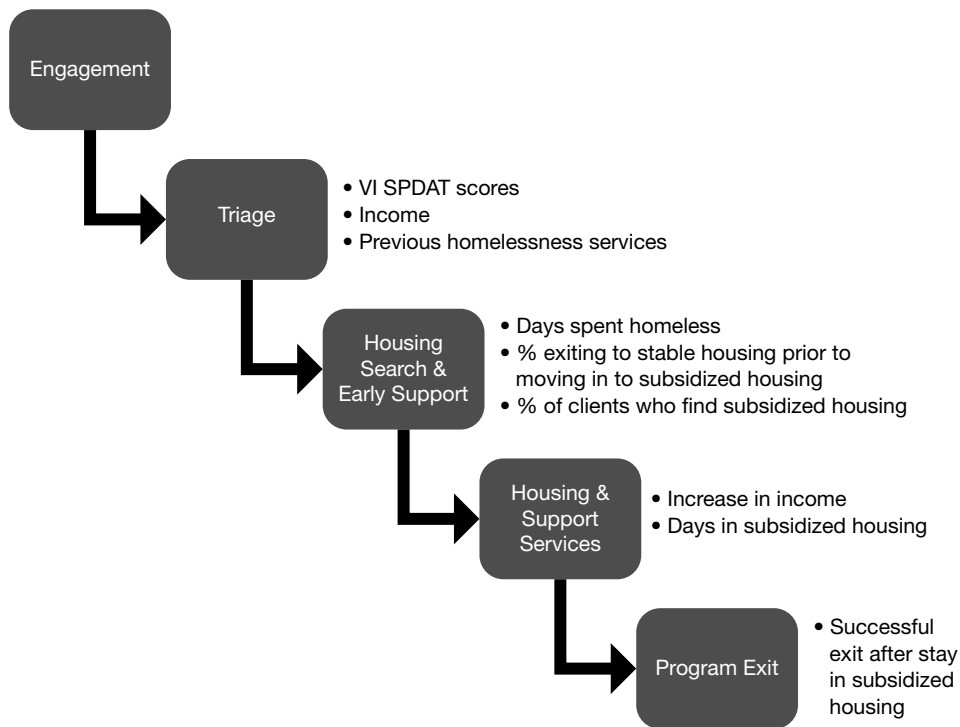 Engagement
Triage
• VI SPDAT scores
• Income
• Previous homelessness services
Housing
Search &
Early Support
• Days spent homeless
• % exiting to stable housing prior to
moving in to subsidized housing
• % of clients who find subsidized housing
Housing &
Support
Services
• Increase in income
• Days in subsidized housing
Program Exit
• Successful
exit after stay
in subsidized
housing